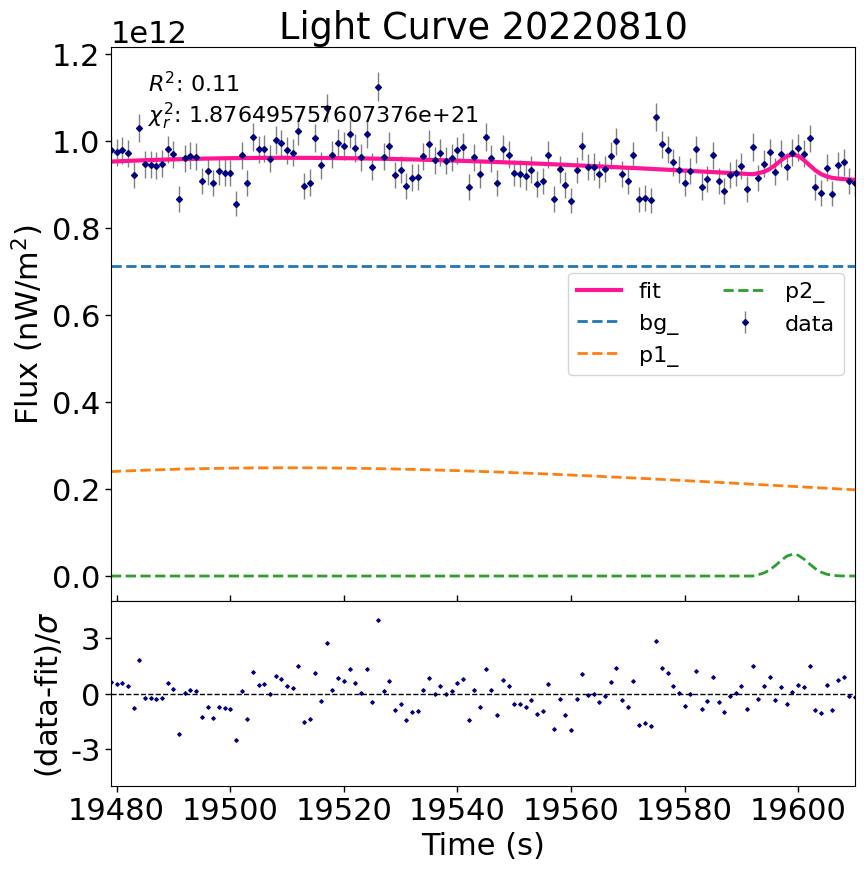 Light Curve 20220810
1e12
R²: 0.11
χ²ᵣ: 1.876495757607376e+21
1.2
1.0
0.8
0.6
0.4
0.2
0.0
Flux (nW/m²)
fit
bg_
p1_
p2_
data
3
0
-3
(data-fit)/σ
19480 19500 19520 19540 19560 19580 19600
Time (s)